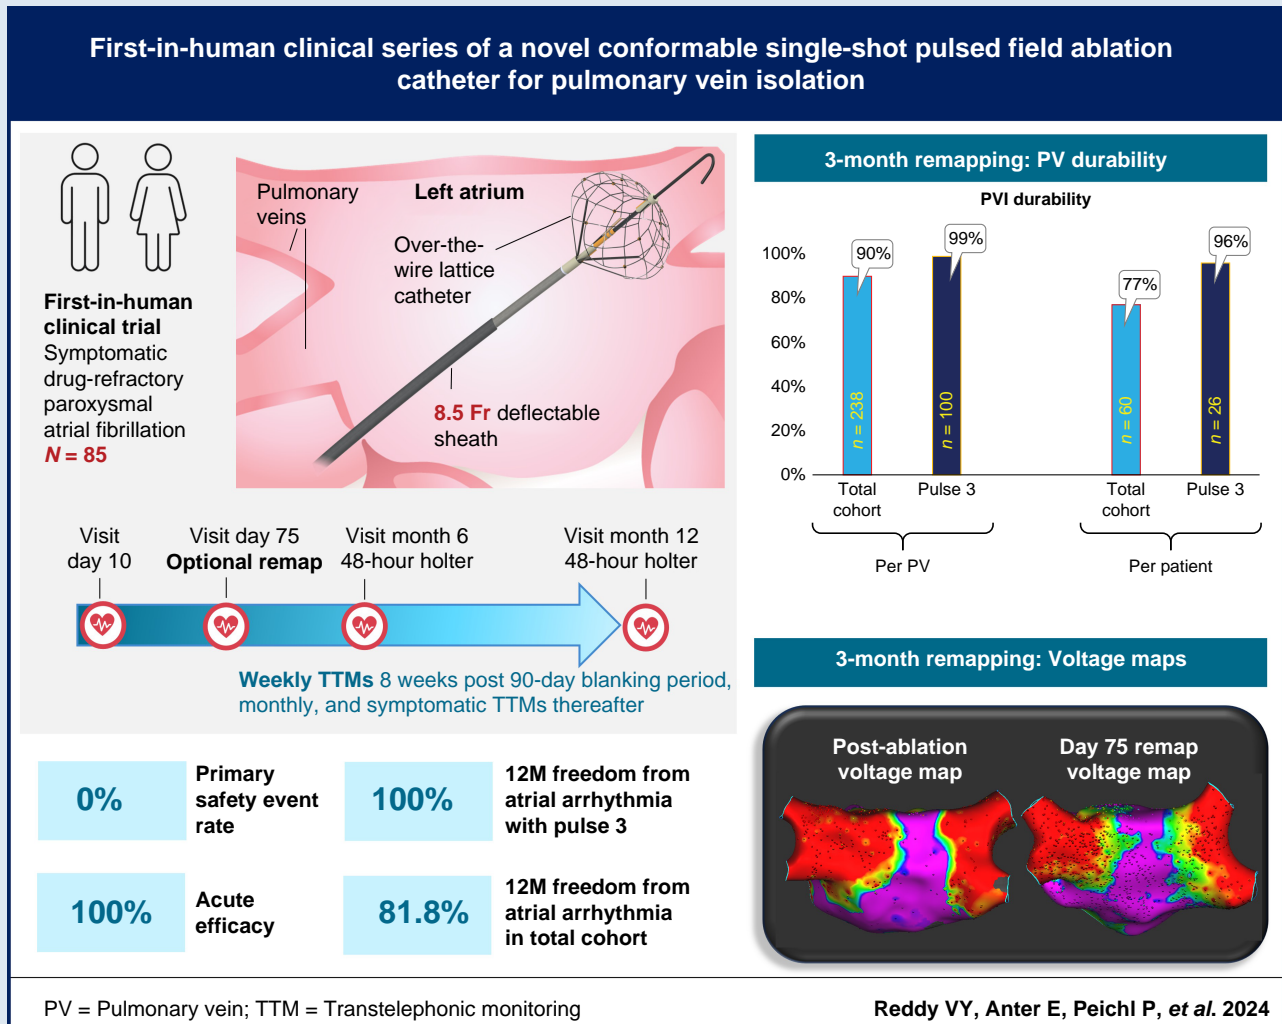 First-in-human clinical series of a novel conformable single-shot pulsed field ablation
catheter for pulmonary vein isolation
First-in-human
clinical trial
Symptomatic
drug-refractory
paroxysmal
atrial fibrillation
N = 85
Pulmonary
veins
Left atrium
Over-the-
wire lattice
catheter
8.5 Fr deflectable
sheath
Visit
day 10
Visit day 75
Optional remap
Visit month 6
48-hour holter
Visit month 12
48-hour holter
Weekly TTMs 8 weeks post 90-day blanking period,
monthly, and symptomatic TTMs thereafter
0%
Primary
safety event
rate
100%
12M freedom from
atrial arrhythmia
with pulse 3
100%
Acute
efficacy
81.8%
12M freedom from
atrial arrhythmia
in total cohort
3-month remapping: PV durability
PVI durability
100%
80%
60%
40%
20%
0%
90%
99%
77%
96%
n = 238
n = 100
n = 60
n = 26
Total
cohort
Pulse 3
Total
cohort
Pulse 3
Per PV
Per patient
3-month remapping: Voltage maps
Post-ablation
voltage map
Day 75 remap
voltage map
PV = Pulmonary vein; TTM = Transtelephonic monitoring
Reddy VY, Anter E, Peichl P, et al. 2024